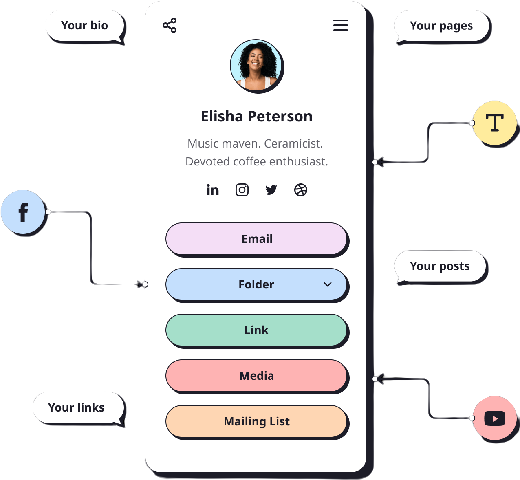 Your bio
Your pages
Elisha Peterson
Music maven. Ceramicist.
Devoted coffee enthusiast.
in
T
f
Email
Your posts
Folder
Link
Media
Your links
Mailing List